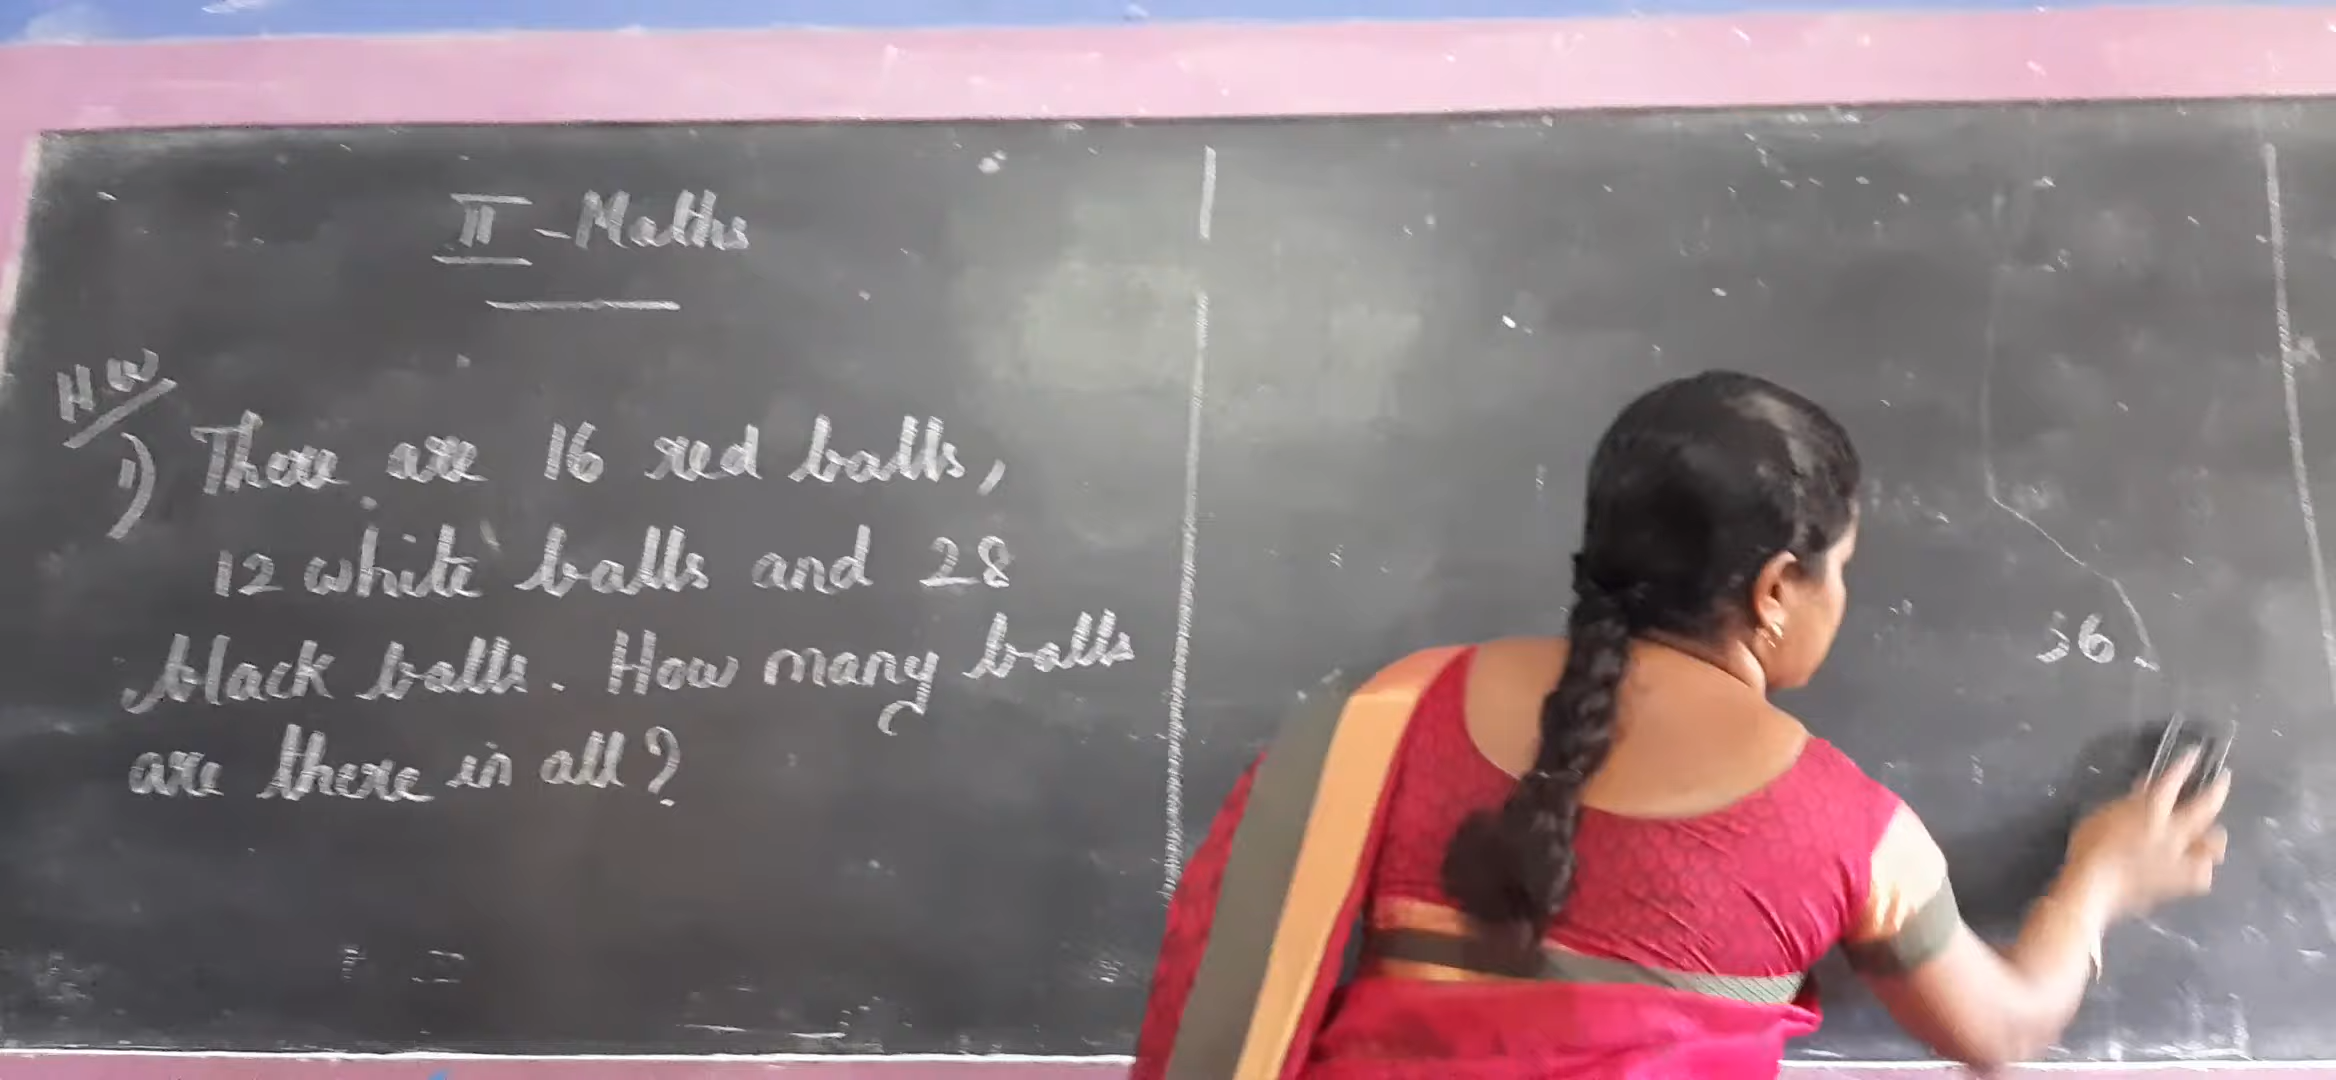 II - Maths
H.W
1) There are 16 red balls,
12 white balls and 28
black balls. How many balls
are there in all?
56